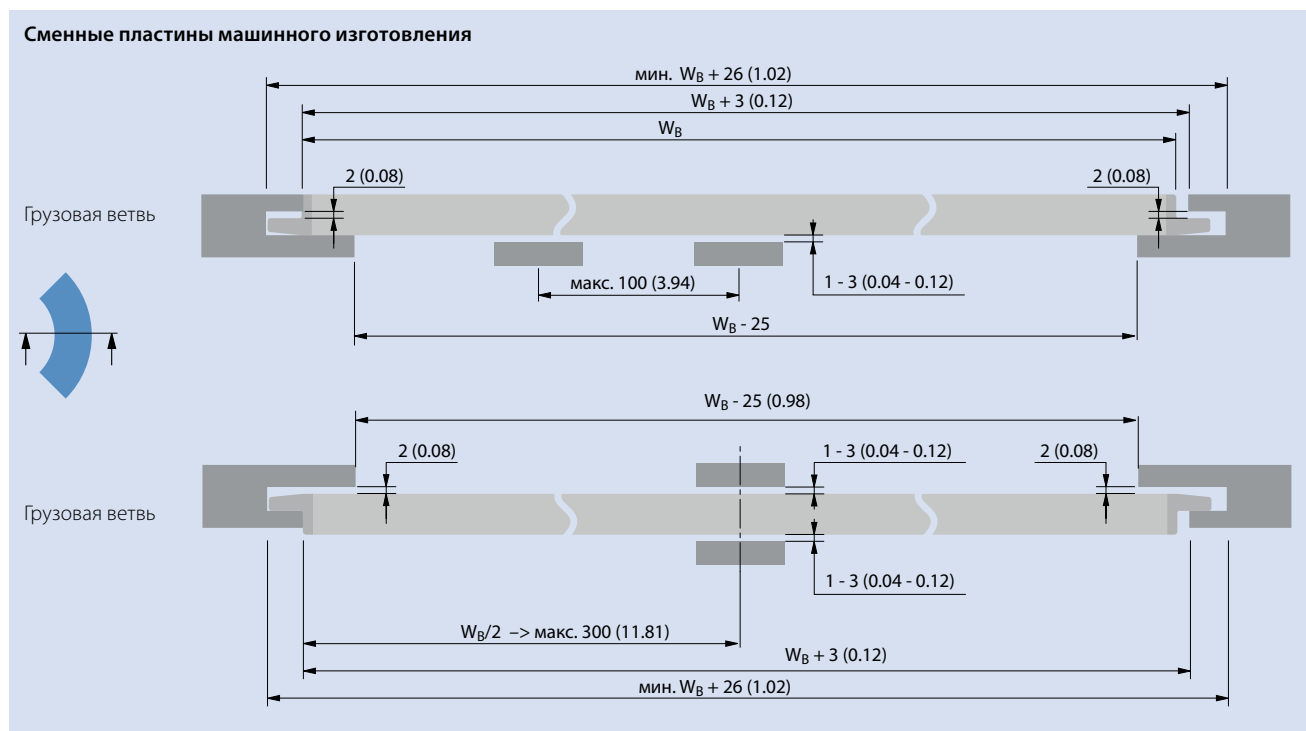 Сменные пластины машинного изготовления
мин. WB + 26 (1.02)
WB + 3 (0.12)
WB
2 (0.08)
2 (0.08)
Грузовая ветвь
макс. 100 (3.94)
1 - 3 (0.04 - 0.12)
WB - 25
WB - 25 (0.98)
2 (0.08)
1 - 3 (0.04 - 0.12)
2 (0.08)
Грузовая ветвь
1 - 3 (0.04 - 0.12)
WB/2 –> макс. 300 (11.81)
WB + 3 (0.12)
мин. WB + 26 (1.02)